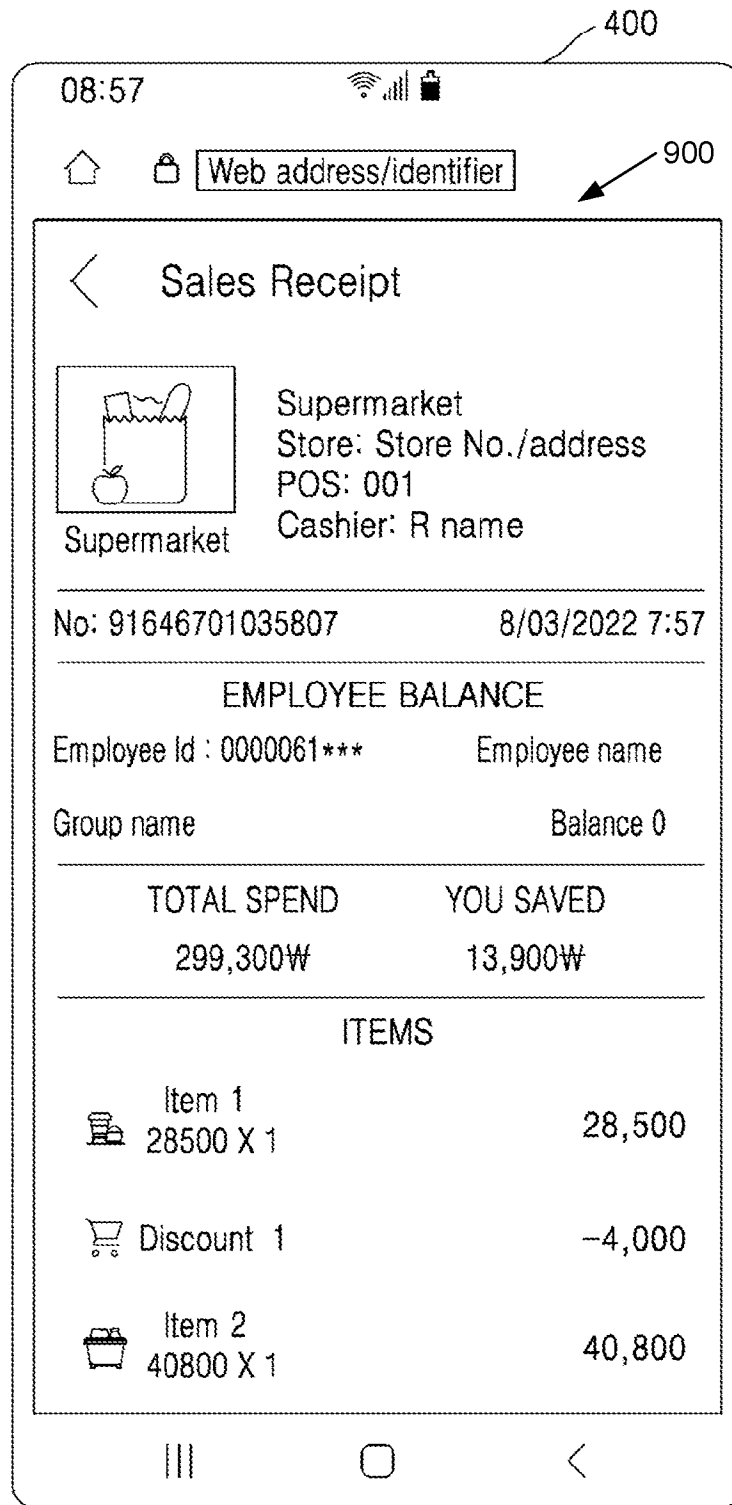 400
08:57
Web address/identifier
900
Sales Receipt
Supermarket
Supermarket
Store: Store No./address
POS: 001
Cashier: R name
No: 91646701035807 8/03/2022 7:57
EMPLOYEE BALANCE
Employee Id : 0000061*** Employee name
Group name Balance 0
TOTAL SPEND YOU SAVED
299,300₩ 13,900₩
ITEMS
Item 1
28500 X 1 28,500
Discount 1 -4,000
Item 2
40800 X 1 40,800